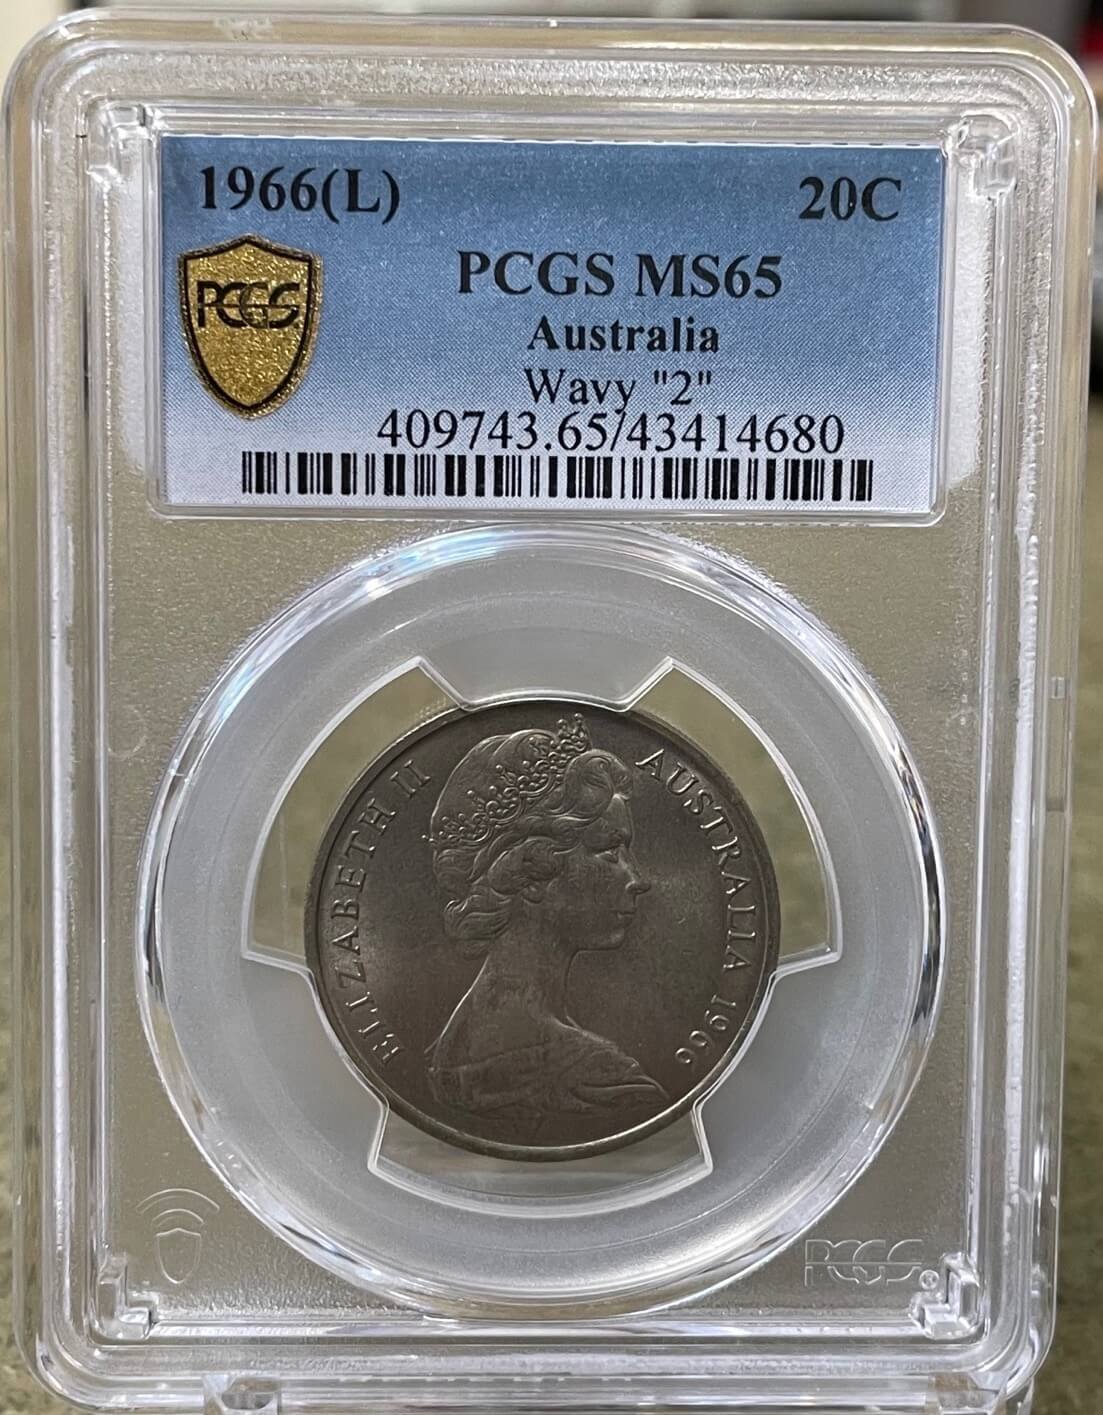 1966(L) 20C
PCGS
PCGS MS65
Australia
Wavy "2"
409743.65/43414680
ELIZABETH II AUSTRALIA 1966
PCGS®